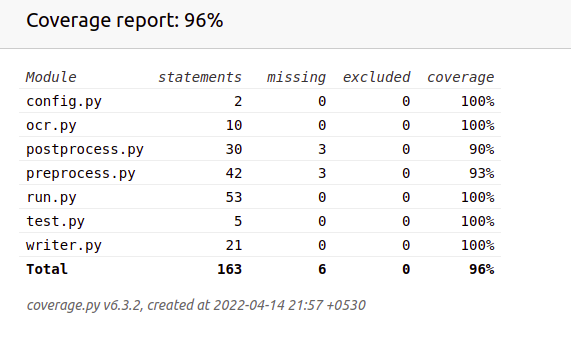 Coverage report: 96%
Module statements missing excluded coverage
config.py 2 0 0 100%
ocr.py 10 0 0 100%
postprocess.py 30 3 0 90%
preprocess.py 42 3 0 93%
run.py 53 0 0 100%
test.py 5 0 0 100%
writer.py 21 0 0 100%
Total 163 6 0 96%
coverage.py v6.3.2, created at 2022-04-14 21:57 +0530